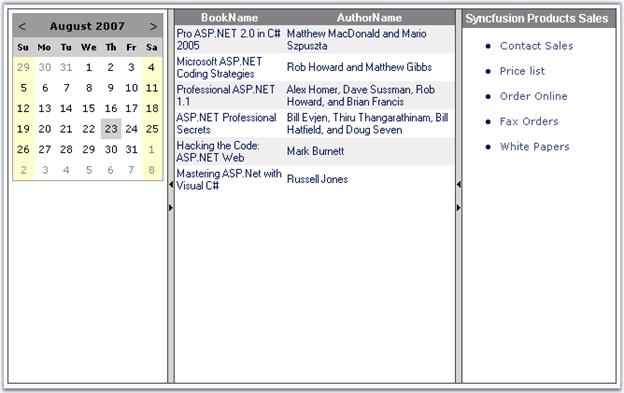 < August 2007 >
Su Mo Tu We Th Fr Sa
29 30 31 1 2 3 4
5 6 7 8 9 10 11
12 13 14 15 16 17 18
19 20 21 22 23 24 25
26 27 28 29 30 31 1
2 3 4 5 6 7 8
BookName AuthorName
Pro ASP.NET 2.0 in C# 2005 Matthew MacDonald and Mario Szpuszta
Microsoft ASP.NET Coding Strategies Rob Howard and Matthew Gibbs
Professional ASP.NET 1.1 Alex Homer, Dave Sussman, Rob Howard, and Brian Francis
ASP.NET Professional Secrets Bill Evjen, Thiru Thangarathinam, Bill Hatfield, and Doug Seven
Hacking the Code: ASP.NET Web Mark Burnett
Mastering ASP.Net with Visual C# Russell Jones
Syncfusion Products Sales
Contact Sales
Price list
Order Online
Fax Orders
White Papers